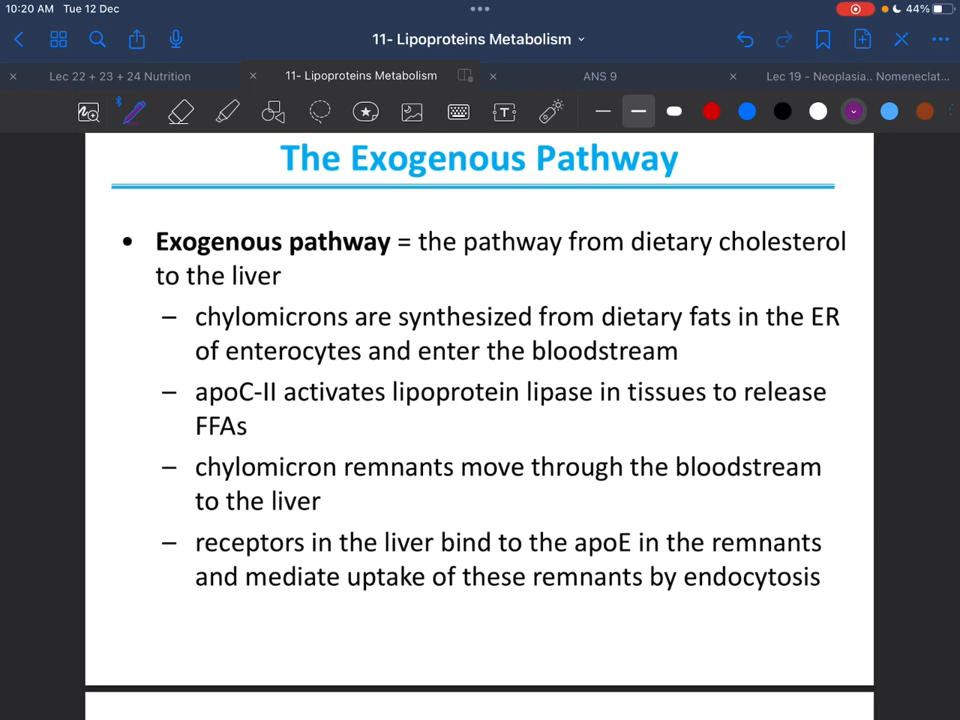 10:20 AM Tue 12 Dec
44%
11- Lipoproteins Metabolism
Lec 22 + 23 + 24 Nutrition
11- Lipoproteins Metabolism
ANS 9
Lec 19 - Neoplasia.. Nomeneclat...
The Exogenous Pathway
• Exogenous pathway = the pathway from dietary cholesterol
to the liver
– chylomicrons are synthesized from dietary fats in the ER
of enterocytes and enter the bloodstream
– apoC-II activates lipoprotein lipase in tissues to release
FFAs
– chylomicron remnants move through the bloodstream
to the liver
– receptors in the liver bind to the apoE in the remnants
and mediate uptake of these remnants by endocytosis